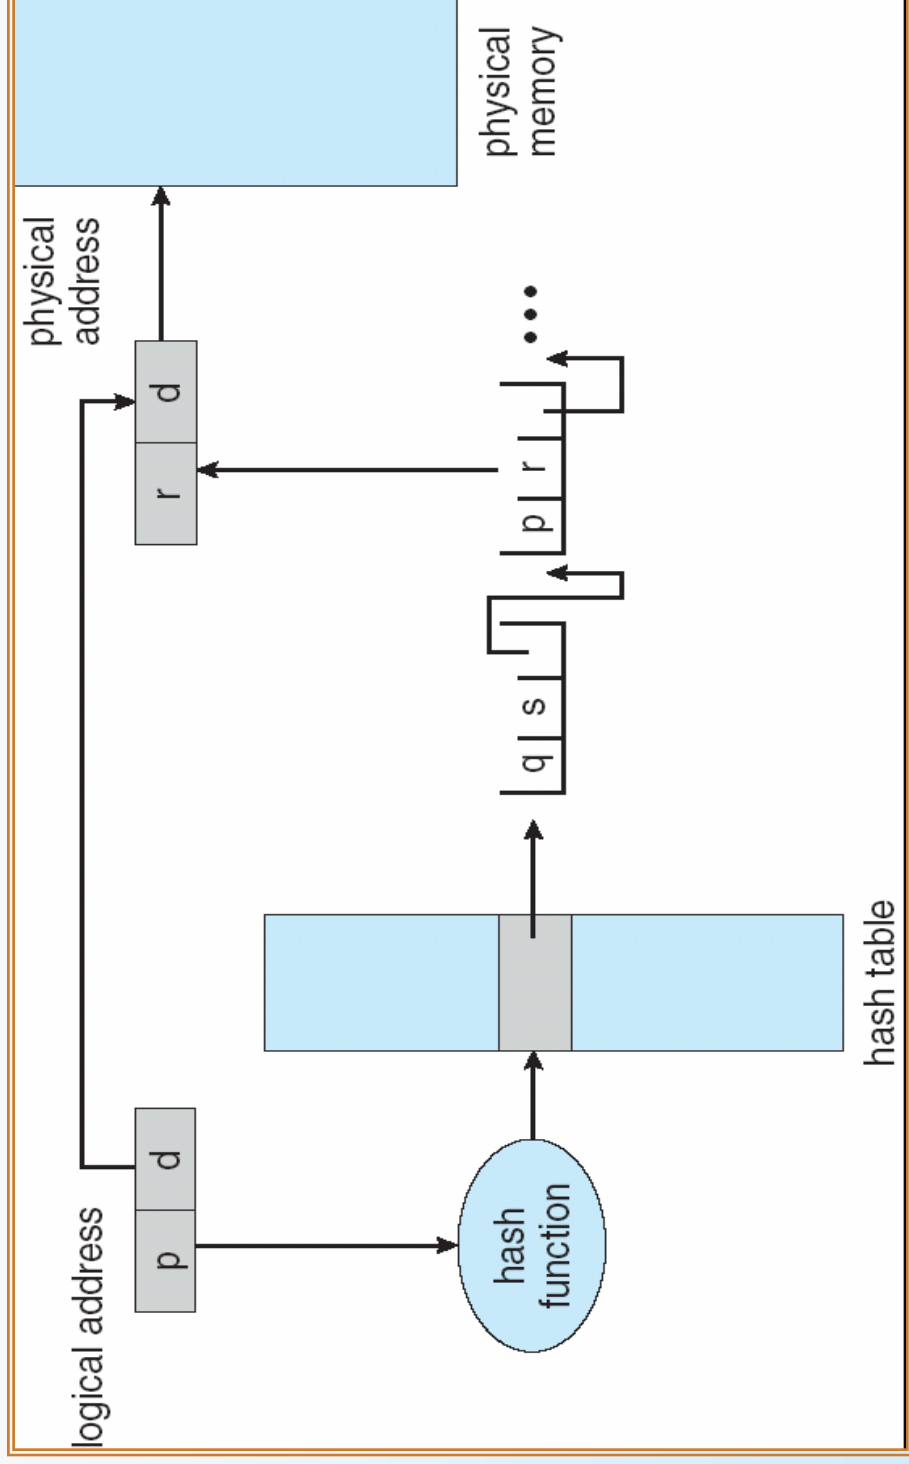 logical address
p d
physical
address
r d
hash
function
hash table
q s
p r
physical
memory